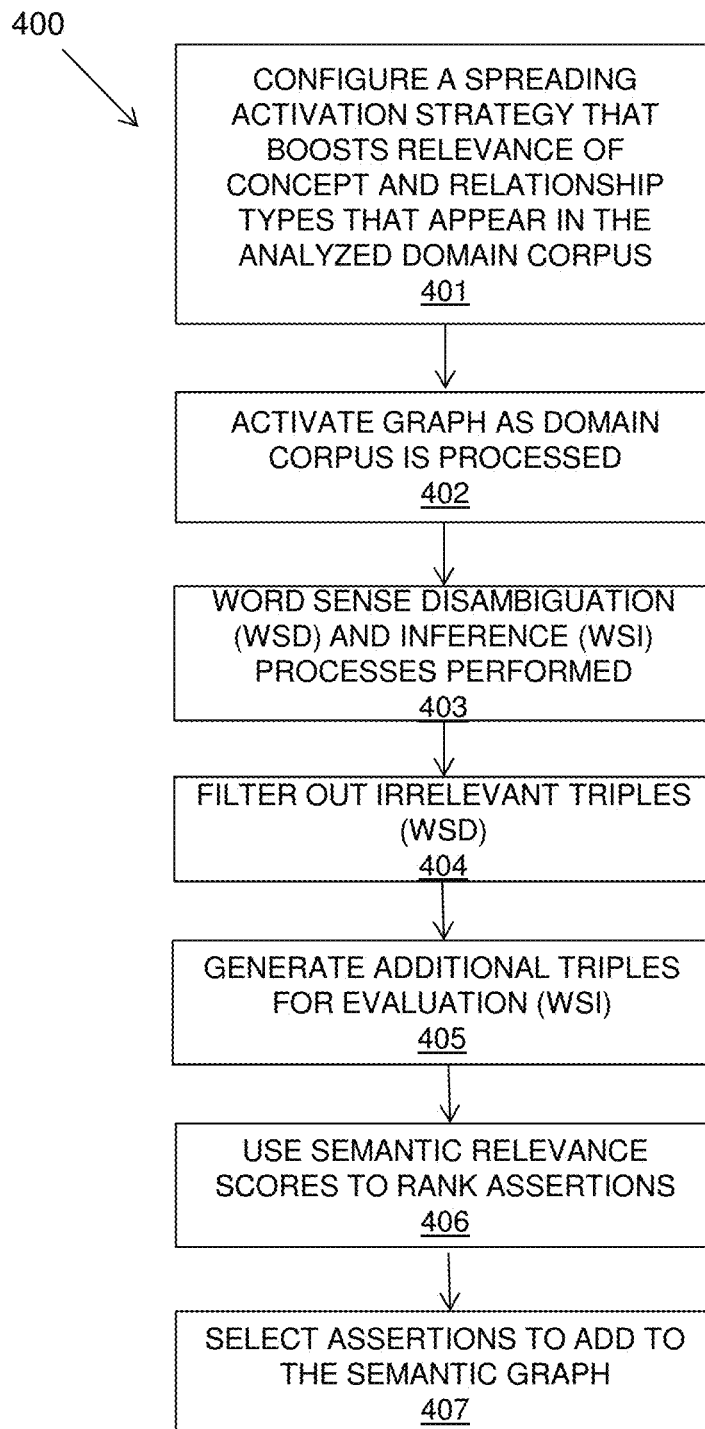 400
CONFIGURE A SPREADING
ACTIVATION STRATEGY THAT
BOOSTS RELEVANCE OF
CONCEPT AND RELATIONSHIP
TYPES THAT APPEAR IN THE
ANALYZED DOMAIN CORPUS
401
ACTIVATE GRAPH AS DOMAIN
CORPUS IS PROCESSED
402
WORD SENSE DISAMBIGUATION
(WSD) AND INFERENCE (WSI)
PROCESSES PERFORMED
403
FILTER OUT IRRELEVANT TRIPLES
(WSD)
404
GENERATE ADDITIONAL TRIPLES
FOR EVALUATION (WSI)
405
USE SEMANTIC RELEVANCE
SCORES TO RANK ASSERTIONS
406
SELECT ASSERTIONS TO ADD TO
THE SEMANTIC GRAPH
407